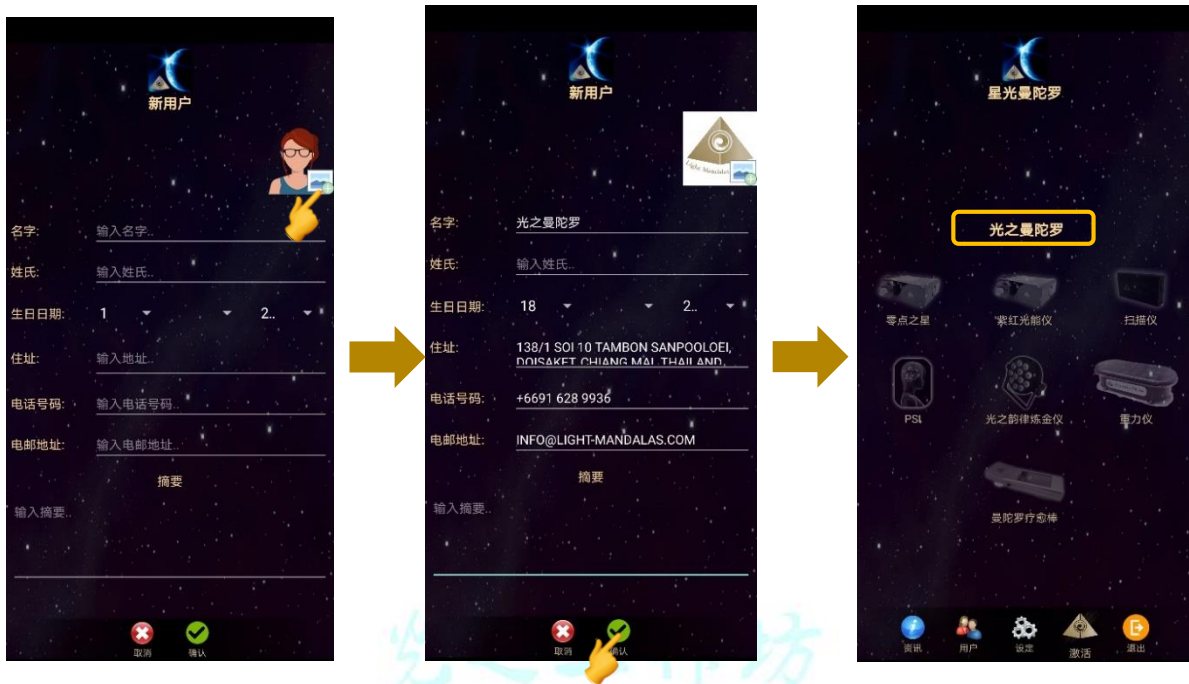 新用户
名字:
输入名字..
姓氏:
输入姓氏..
生日日期:
1
2..
住址:
输入地址..
电话号码:
输入电话号码..
电邮地址:
输入电邮地址..
摘要
输入摘要..
取消
确认
新用户
Light Mandalas
名字:
光之曼陀罗
姓氏:
输入姓氏..
生日日期:
18
2..
住址:
138/1 SOI 10 TAMBON SANPOOLOEI,
DOISAKET, CHIANG MAI, THAILAND,
电话号码:
+6691 628 9936
电邮地址:
INFO@LIGHT-MANDALAS.COM
摘要
输入摘要..
取消
确认
星光曼陀罗
光之曼陀罗
零点之星
紫红光能仪
扫描仪
PSI
光之韵律炼金仪
重力仪
曼陀罗疗愈棒
资讯
用户
设定
激活
退出
光之工作坊